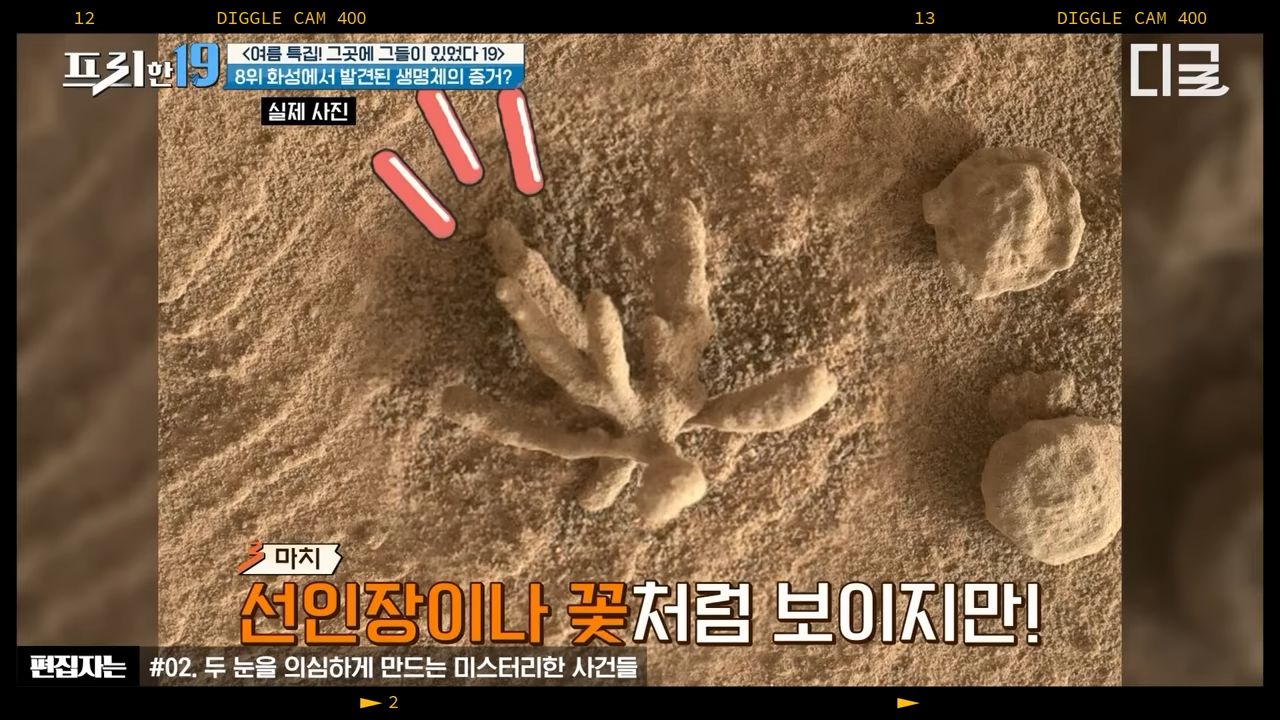 12 DIGGLE CAM 400 13 DIGGLE CAM 400
프리한19
<여름 특집! 그곳에 그들이 있었다 19>
8위 화성에서 발견된 생명체의 증거?
디글
실제 사진
마치
선인장이나 꽃처럼 보이지만!
편집자는 #02. 두 눈을 의심하게 만드는 미스터리한 사건들
2